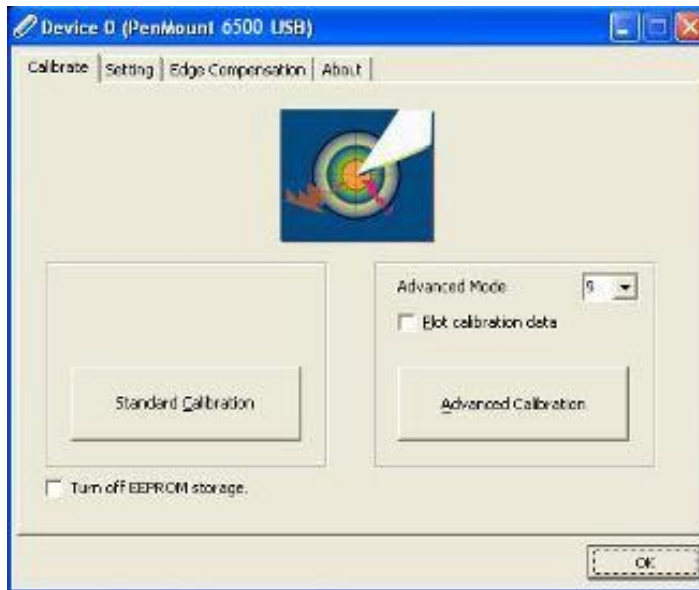 Device 0 (PenMount 6500 USB)
Calibrate Setting Edge Compensation About
Advanced Mode 9
Plot calibration data
Standard Calibration Advanced Calibration
Turn off EEPROM storage.
OK